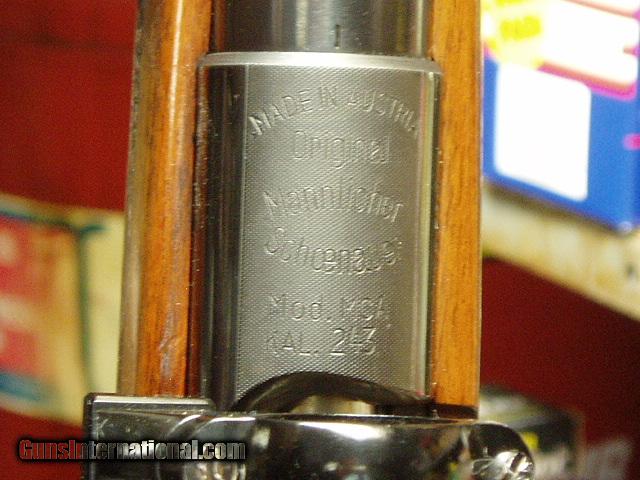 MADE IN AUSTRIA
Original
Mannlicher
Schoenauer
Mod. MCA
KAL. 243
GunsInternational.com